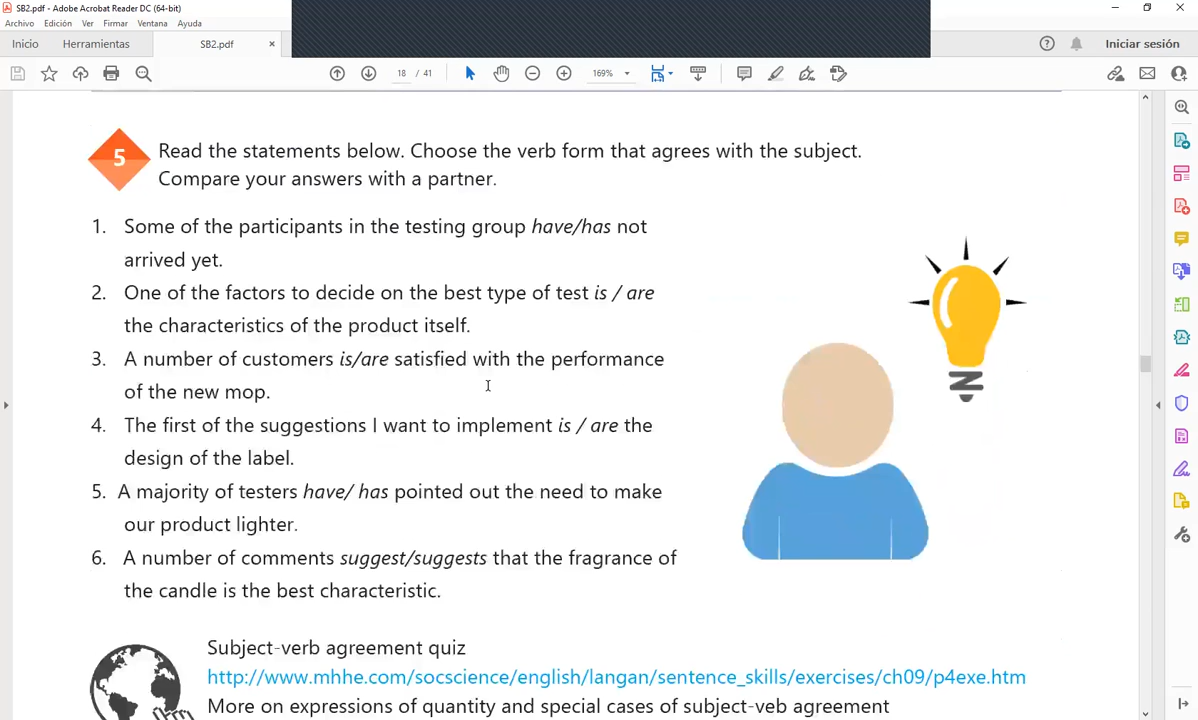 SB2.pdf - Adobe Acrobat Reader DC (64-bit)
Archivo Edición Ver Firmar Ventana Ayuda
Inicio Herramientas SB2.pdf × Iniciar sesión
18 / 41 169%
5
Read the statements below. Choose the verb form that agrees with the subject.
Compare your answers with a partner.
1. Some of the participants in the testing group have/has not
arrived yet.
2. One of the factors to decide on the best type of test is / are
the characteristics of the product itself.
3. A number of customers is/are satisfied with the performance
of the new mop.
4. The first of the suggestions I want to implement is / are the
design of the label.
5. A majority of testers have/ has pointed out the need to make
our product lighter.
6. A number of comments suggest/suggests that the fragrance of
the candle is the best characteristic.
Subject-verb agreement quiz
http://www.mhhe.com/socscience/english/langan/sentence_skills/exercises/ch09/p4exe.htm
More on expressions of quantity and special cases of subject-veb agreement